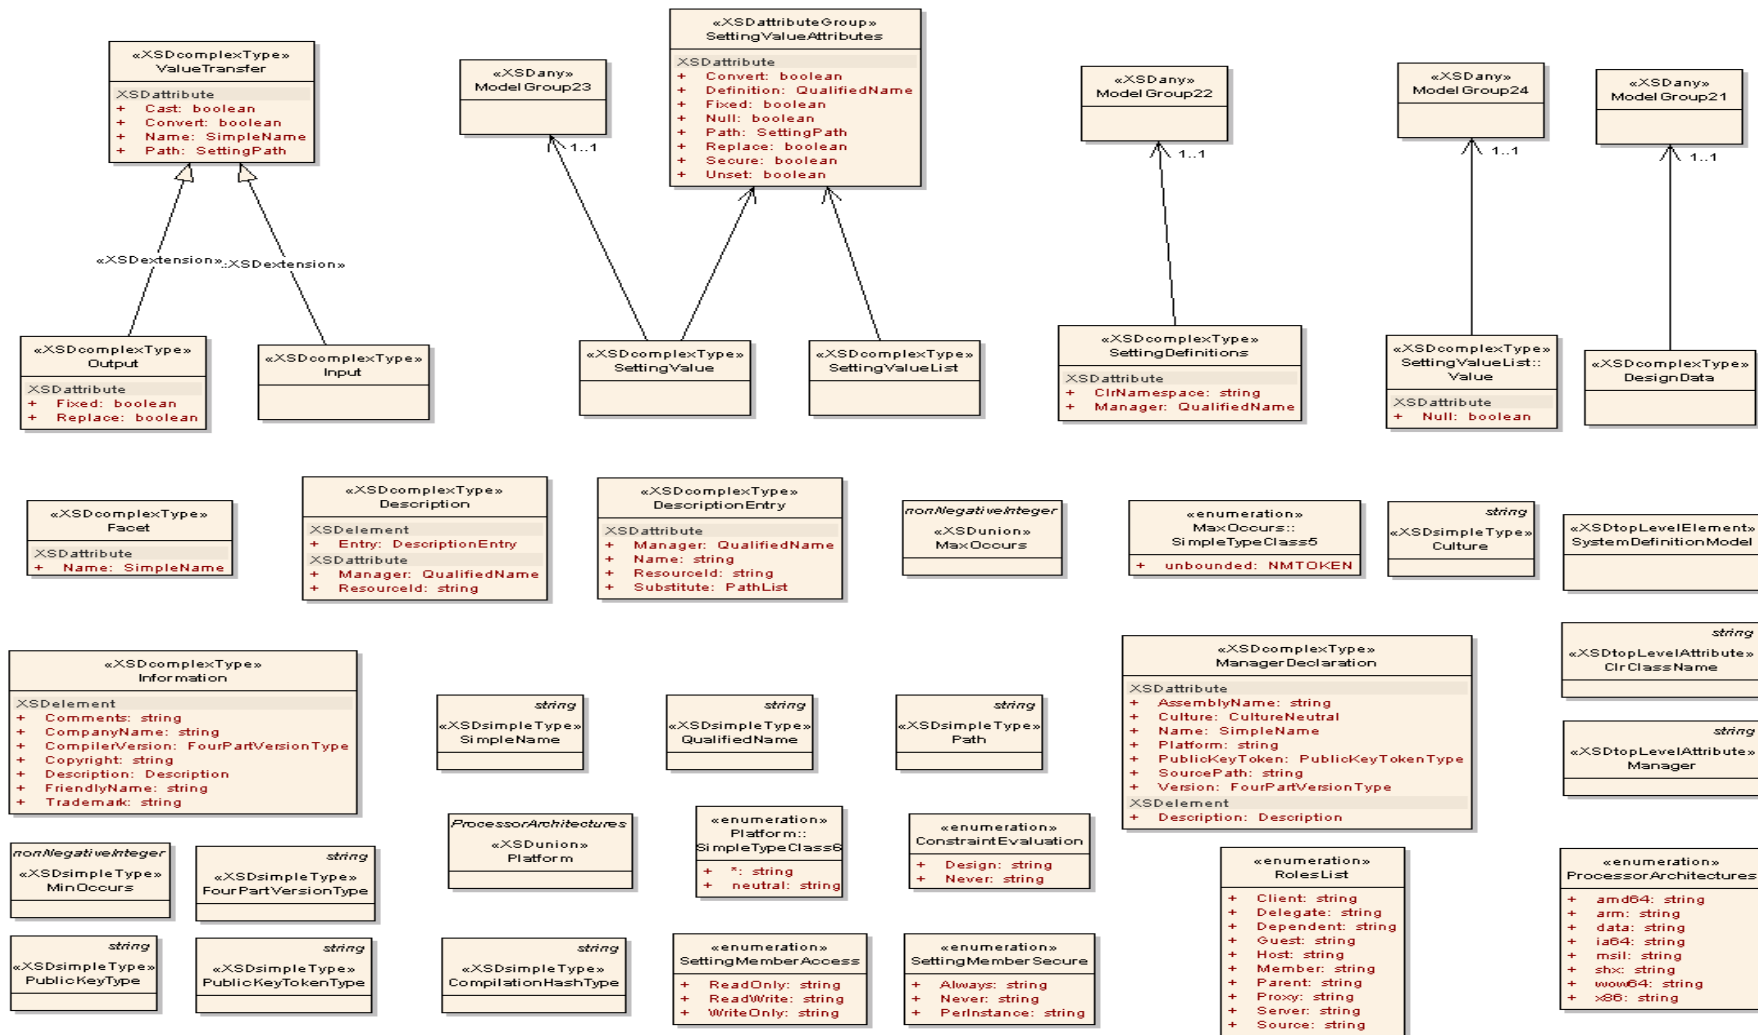 «XSDcomplexType»
ValueTransfer
XSDattribute
+ Cast: boolean
+ Convert: boolean
+ Name: SimpleName
+ Path: SettingPath
«XSDany»
ModelGroup23
«XSDattributeGroup»
SettingValueAttributes
XSDattribute
+ Convert: boolean
+ Definition: QualifiedName
+ Fixed: boolean
+ Null: boolean
+ Path: SettingPath
+ Replace: boolean
+ Secure: boolean
+ Unset: boolean
«XSDany»
ModelGroup22
«XSDany»
ModelGroup24
«XSDany»
ModelGroup21
1..1
1..1
1..1
1..1
«XSDextension»
«XSDextension»
«XSDcomplexType»
Output
XSDattribute
+ Fixed: boolean
+ Replace: boolean
«XSDcomplexType»
Input
«XSDcomplexType»
SettingValue
«XSDcomplexType»
SettingValueList
«XSDcomplexType»
SettingDefinitions
XSDattribute
+ ClrNamespace: string
+ Manager: QualifiedName
«XSDcomplexType»
SettingValueList::
Value
XSDattribute
+ Null: boolean
«XSDcomplexType»
DesignData
«XSDcomplexType»
Facet
XSDattribute
+ Name: SimpleName
«XSDcomplexType»
Description
XSDelement
+ Entry: DescriptionEntry
XSDattribute
+ Manager: QualifiedName
+ ResourceId: string
«XSDcomplexType»
DescriptionEntry
XSDattribute
+ Manager: QualifiedName
+ Name: string
+ ResourceId: string
+ Substitute: PathList
nonNegativeInteger
«XSDunion»
MaxOccurs
«enumeration»
MaxOccurs::
SimpleTypeClass5
+ unbounded: NMTOKEN
string
«XSDsimpleType»
Culture
«XSDtopLevelElement»
SystemDefinitionModel
«XSDcomplexType»
Information
XSDelement
+ Comments: string
+ CompanyName: string
+ CompilerVersion: FourPartVersionType
+ Copyright: string
+ Description: Description
+ FriendlyName: string
+ Trademark: string
string
«XSDsimpleType»
SimpleName
string
«XSDsimpleType»
QualifiedName
string
«XSDsimpleType»
Path
«XSDcomplexType»
ManagerDeclaration
XSDattribute
+ AssemblyName: string
+ Culture: CultureNeutral
+ Name: SimpleName
+ Platform: string
+ PublicKeyToken: PublicKeyTokenType
+ SourcePath: string
+ Version: FourPartVersionType
XSDelement
+ Description: Description
string
«XSDtopLevelAttribute»
ClrClassName
string
«XSDtopLevelAttribute»
Manager
nonNegativeInteger
«XSDsimpleType»
MinOccurs
string
«XSDsimpleType»
FourPartVersionType
ProcessorArchitectures
«XSDunion»
Platform
«enumeration»
Platform::
SimpleTypeClass6
+ *: string
+ neutral: string
«enumeration»
ConstraintEvaluation
+ Design: string
+ Never: string
«enumeration»
RolesList
+ Client: string
+ Delegate: string
+ Dependent: string
+ Guest: string
+ Host: string
+ Member: string
+ Parent: string
+ Proxy: string
+ Server: string
+ Source: string
«enumeration»
ProcessorArchitectures
+ amd64: string
+ arm: string
+ data: string
+ ia64: string
+ msil: string
+ shx: string
+ wow64: string
+ x86: string
string
«XSDsimpleType»
PublicKeyType
string
«XSDsimpleType»
PublicKeyTokenType
string
«XSDsimpleType»
CompilationHashType
«enumeration»
SettingMemberAccess
+ ReadOnly: string
+ ReadWrite: string
+ WriteOnly: string
«enumeration»
SettingMemberSecure
+ Always: string
+ Never: string
+ PerInstance: string